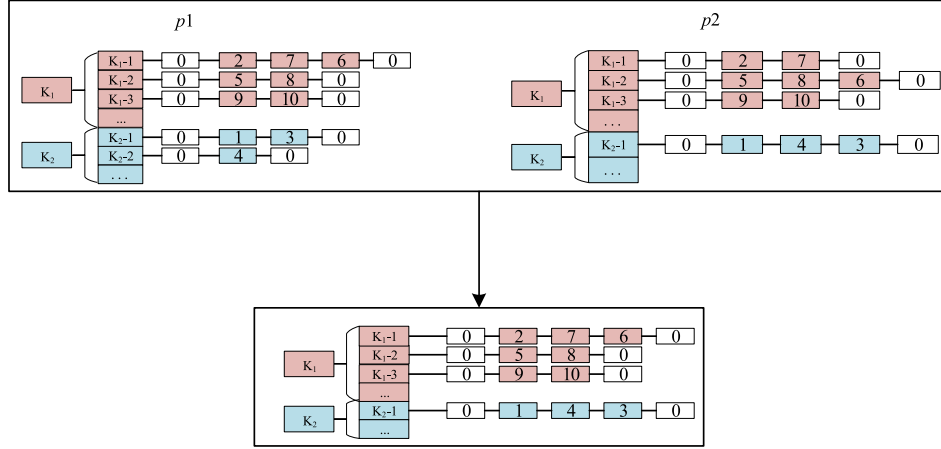 p1
K₁
K₁-1 0 2 7 6 0
K₁-2 0 5 8 0
K₁-3 0 9 10 0
...
K₂
K₂-1 0 1 3 0
K₂-2 0 4 0
...
p2
K₁
K₁-1 0 2 7 0
K₁-2 0 5 8 6 0
K₁-3 0 9 10 0
...
K₂
K₂-1 0 1 4 3 0
...
K₁
K₁-1 0 2 7 6 0
K₁-2 0 5 8 0
K₁-3 0 9 10 0
...
K₂
K₂-1 0 1 4 3 0
...